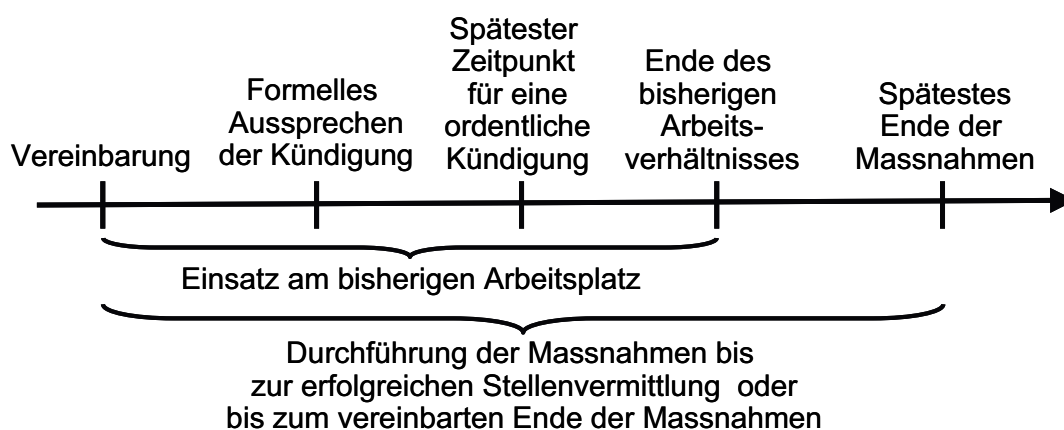 Vereinbarung
Formelles
Aussprechen
der Kündigung
Spätester
Zeitpunkt
für eine
ordentliche
Kündigung
Ende des
bisherigen
Arbeits-
verhältnisses
Spätestes
Ende der
Massnahmen
Einsatz am bisherigen Arbeitsplatz
Durchführung der Massnahmen bis
zur erfolgreichen Stellenvermittlung oder
bis zum vereinbarten Ende der Massnahmen